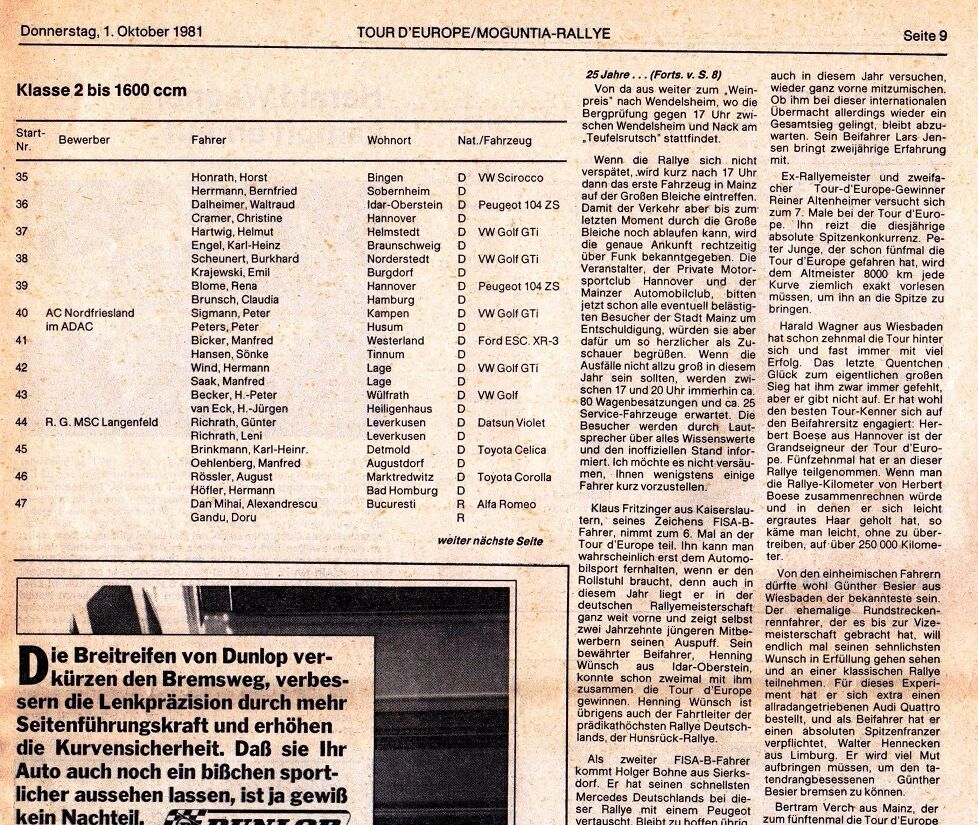 Donnerstag, 1. Oktober 1981
TOUR D'EUROPE/MOGUNTIA-RALLYE
Seite 9
Klasse 2 bis 1600 ccm
Start-Nr. Bewerber Fahrer Wohnort Nat./Fahrzeug
35 Honrath, Horst Bingen D VW Scirocco
Herrmann, Bernfried Sobernheim D
36 Dalheimer, Waltraud Idar-Oberstein D Peugeot 104 ZS
Cramer, Christine Hannover D
37 Hartwig, Helmut Helmstedt D VW Golf GTi
Engel, Karl-Heinz Braunschweig D
38 Scheunert, Burkhard Norderstedt D VW Golf GTi
Krajewski, Emil Burgdorf D
39 Blome, Rena Hannover D Peugeot 104 ZS
Brunsch, Claudia Hamburg D
40 AC Nordfriesland Sigmann, Peter Kampen D VW Golf GTi
im ADAC Peters, Peter Husum D
41 Bicker, Manfred Westerland D Ford ESC. XR-3
Hansen, Sönke Tinnum D
42 Wind, Hermann Lage D VW Golf GTi
Saak, Manfred Lage D
43 Becker, H.-Peter Wülfrath D VW Golf
van Eck, H.-Jürgen Heiligenhaus D
44 R. G. MSC Langenfeld Richrath, Günter Leverkusen D Datsun Violet
Richrath, Leni Leverkusen D
45 Brinkmann, Karl-Heinr. Detmold D Toyota Celica
Oehlenberg, Manfred Augustdorf D
46 Rössler, August Marktredwitz D Toyota Corolla
Höfler, Hermann Bad Homburg D
47 Dan Mihai, Alexandrescu Bucuresti R Alfa Romeo
Gandu, Doru R
weiter nächste Seite
Die Breitreifen von Dunlop ver-
kürzen den Bremsweg, verbes-
sern die Lenkpräzision durch mehr
Seitenführungskraft und erhöhen
die Kurvensicherheit. Daß sie Ihr
Auto auch noch ein bißchen sport-
licher aussehen lassen, ist ja gewiß
kein Nachteil. DUNLOP
25 Jahre . . . (Forts. v. S. 8)
Von da aus weiter zum „Wein-
preis" nach Wendelsheim, wo die
Bergprüfung gegen 17 Uhr zwi-
schen Wendelsheim und Nack am
„Teufelsrutsch" stattfindet.
Wenn die Rallye sich nicht
verspätet, wird kurz nach 17 Uhr
dann das erste Fahrzeug in Mainz
auf der Großen Bleiche eintreffen.
Damit der Verkehr aber bis zum
letzten Moment durch die Große
Bleiche noch ablaufen kann, wird
die genaue Ankunft rechtzeitig
über Funk bekanntgegeben. Die
Veranstalter, der Private Motor-
sportclub Hannover und der
Mainzer Automobilclub, bitten
jetzt schon alle eventuell belästig-
ten Besucher der Stadt Mainz um
Entschuldigung, würden sie aber
dafür um so herzlicher als Zu-
schauer begrüßen. Wenn die
Ausfälle nicht allzu groß in diesem
Jahr sein sollten, werden zwi-
schen 17 und 20 Uhr immerhin ca.
80 Wagenbesatzungen und ca. 25
Service-Fahrzeuge erwartet. Die
Besucher werden durch Laut-
sprecher über alles Wissenswerte
und den inoffiziellen Stand infor-
miert. Ich möchte es nicht versäu-
men, Ihnen wenigstens einige
Fahrer kurz vorzustellen.
Klaus Fritzinger aus Kaiserslau-
tern, seines Zeichens FISA-B-
Fahrer, nimmt zum 6. Mal an der
Tour d'Europe teil. Ihn kann man
wahrscheinlich erst dem Automo-
bilsport fernhalten, wenn er den
Rollstuhl braucht, denn auch in
diesem Jahr liegt er in der
deutschen Rallyemeisterschaft
ganz weit vorne und zeigt selbst
zwei Jahrzehnte jüngeren Mitbe-
werbern seinen Auspuff. Sein
bewährter Beifahrer, Henning
Wünsch aus Idar-Oberstein,
konnte schon zweimal mit ihm
zusammen die Tour d'Europe
gewinnen. Henning Wünsch ist
übrigens auch der Fahrtleiter der
prädikathöchsten Rallye Deutsch-
lands, der Hunsrück-Rallye.
Als zweiter FISA-B-Fahrer
kommt Holger Bohne aus Sierks-
dorf. Er hat seinen schnellsten
Mercedes Deutschlands bei die-
ser Rallye mit einem Peugeot
vertauscht. Bleibt zu hoffen übrig,
auch in diesem Jahr versuchen,
wieder ganz vorne mitzumischen.
Ob ihm bei dieser internationalen
Übermacht allerdings wieder ein
Gesamtsieg gelingt, bleibt abzu-
warten. Sein Beifahrer Lars Jen-
sen bringt zweijährige Erfahrung
mit.
Ex-Rallyemeister und zweifa-
cher Tour-d'Europe-Gewinner
Reiner Altenheimer versucht sich
zum 7. Male bei der Tour d'Euro-
pe. Ihn reizt die diesjährige
absolute Spitzenkonkurrenz. Pe-
ter Junge, der schon fünfmal die
Tour d'Europe gefahren hat, wird
dem Altmeister 8000 km jede
Kurve ziemlich exakt vorlesen
müssen, um ihn an die Spitze zu
bringen.
Harald Wagner aus Wiesbaden
hat schon zehnmal die Tour hinter
sich und fast immer mit viel
Erfolg. Das letzte Quentchen
Glück zum eigentlichen großen
Sieg hat ihm zwar immer gefehlt,
aber er gibt nicht auf. Er hat wohl
den besten Tour-Kenner sich auf
den Beifahrersitz engagiert: Her-
bert Boese aus Hannover ist der
Grandseigneur der Tour d'Euro-
pe. Fünfzehnmal hat er an dieser
Rallye teilgenommen. Wenn man
die Rallye-Kilometer von Herbert
Boese zusammenrechnen würde
und in denen er sich leicht
ergrautes Haar geholt hat, so
käme man leicht, ohne zu über-
treiben, auf über 250 000 Kilome-
ter.
Von den einheimischen Fahrern
dürfte wohl Günther Besier aus
Wiesbaden der bekannteste sein.
Der ehemalige Rundstrecken-
rennfahrer, der es bis zur Vize-
meisterschaft gebracht hat, will
endlich mal seinen sehnlichsten
Wunsch in Erfüllung gehen sehen
und an einer klassischen Rallye
teilnehmen. Für dieses Experi-
ment hat er sich extra einen
allradangetriebenen Audi Quattro
bestellt, und als Beifahrer hat er
einen absoluten Spitzenfranzer
verpflichtet, Walter Hennecken
aus Limburg. Er wird viel Mut
aufbringen müssen, um den ta-
tendrangbesessenen Günther
Besier bremsen zu können.
Bertram Verch aus Mainz, der
zum fünftenmal die Tour d'Europe